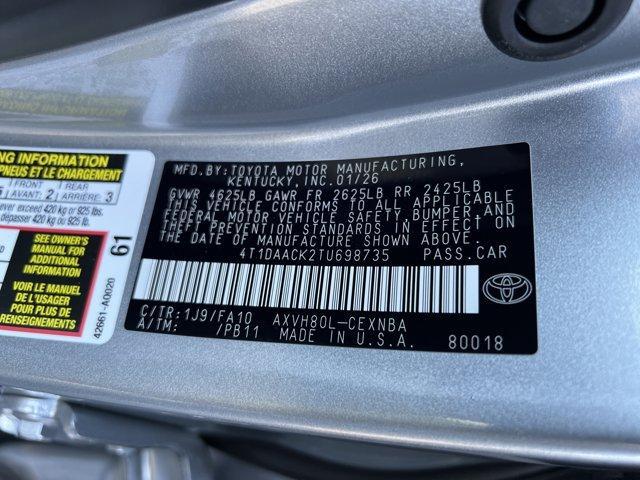 NG INFORMATION
PNEUS ET LE CHARGEMENT
FRONT
AVANT: 2
REAR
ARRIÈRE: 3
ever exceed 420 kg or 925 lbs.
dépasser 420 kg ou 925 lb.
SEE OWNER'S
MANUAL FOR
ADDITIONAL
INFORMATION
VOIR LE MANUEL
DE L'USAGER
POUR PLUS DE
RENSEIGNEMENTS
61
42661-A0020
MFD.BY: TOYOTA MOTOR MANUFACTURING,
KENTUCKY, INC. 01/26
GVWR 4625LB GAWR FR 2625LB RR 2425LB
THIS VEHICLE CONFORMS TO ALL APPLICABLE
FEDERAL MOTOR VEHICLE SAFETY, BUMPER, AND
THEFT PREVENTION STANDARDS IN EFFECT ON
THE DATE OF MANUFACTURE SHOWN ABOVE.
4T1DAACK2TU698735 PASS.CAR
C/TR: 1J9/FA10 AXVH80L-CEXNBA
A/TM: /PB11 MADE IN U.S.A. 80018
TOYOTA